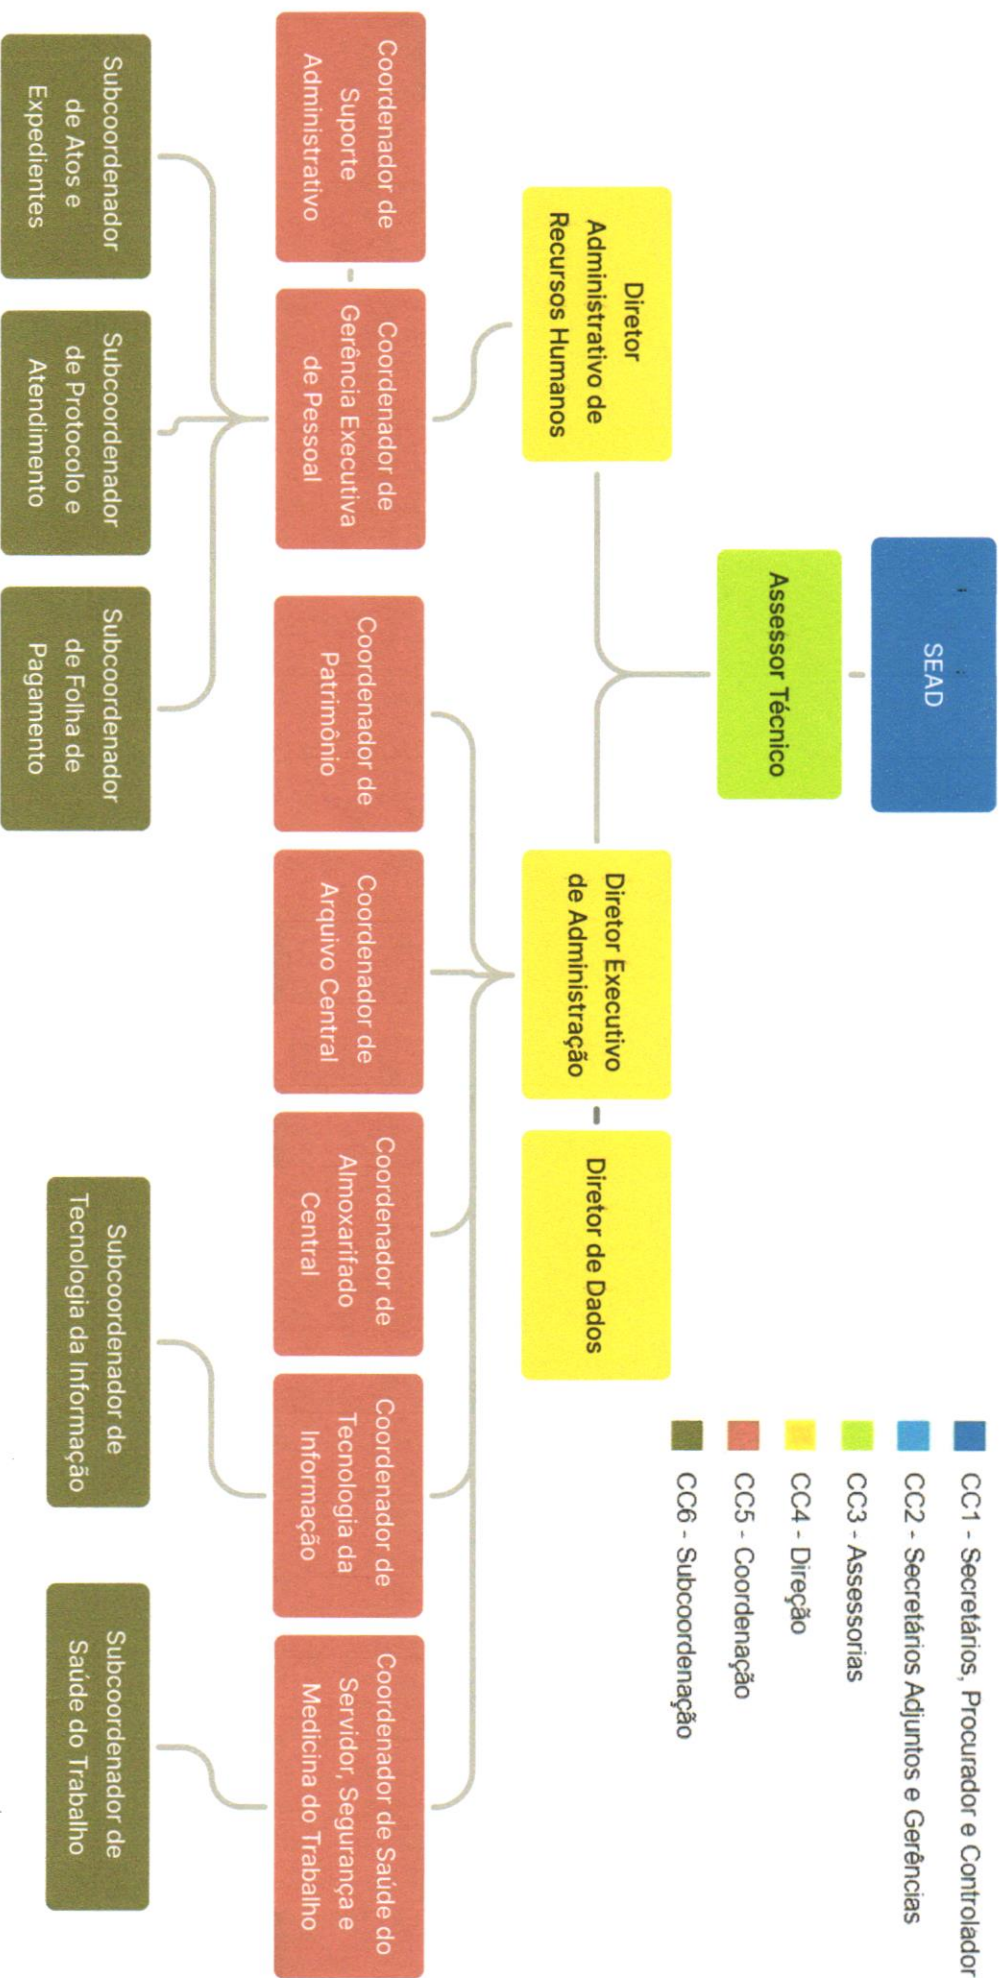 SEAD
CC1 - Secretários, Procurador e Controlador
CC2 - Secretários Adjuntos e Gerências
CC3 - Assessorias
CC4 - Direção
CC5 - Coordenação
CC6 - Subcoordenação
Assessor Técnico
Diretor
Administrativo de
Recursos Humanos
Diretor Executivo
de Administração
Diretor de Dados
Coordenador de
Suporte
Administrativo
Coordenador de
Gerência Executiva
de Pessoal
Coordenador de
Patrimônio
Coordenador de
Arquivo Central
Coordenador de
Almoxarifado
Central
Coordenador de
Tecnologia da
Informação
Coordenador de Saúde do
Servidor, Segurança e
Medicina do Trabalho
Subcoordenador
de Atos e
Expedientes
Subcoordenador
de Protocolo e
Atendimento
Subcoordenador
de Folha de
Pagamento
Subcoordenador de
Tecnologia da Informação
Subcoordenador de
Saúde do Trabalho